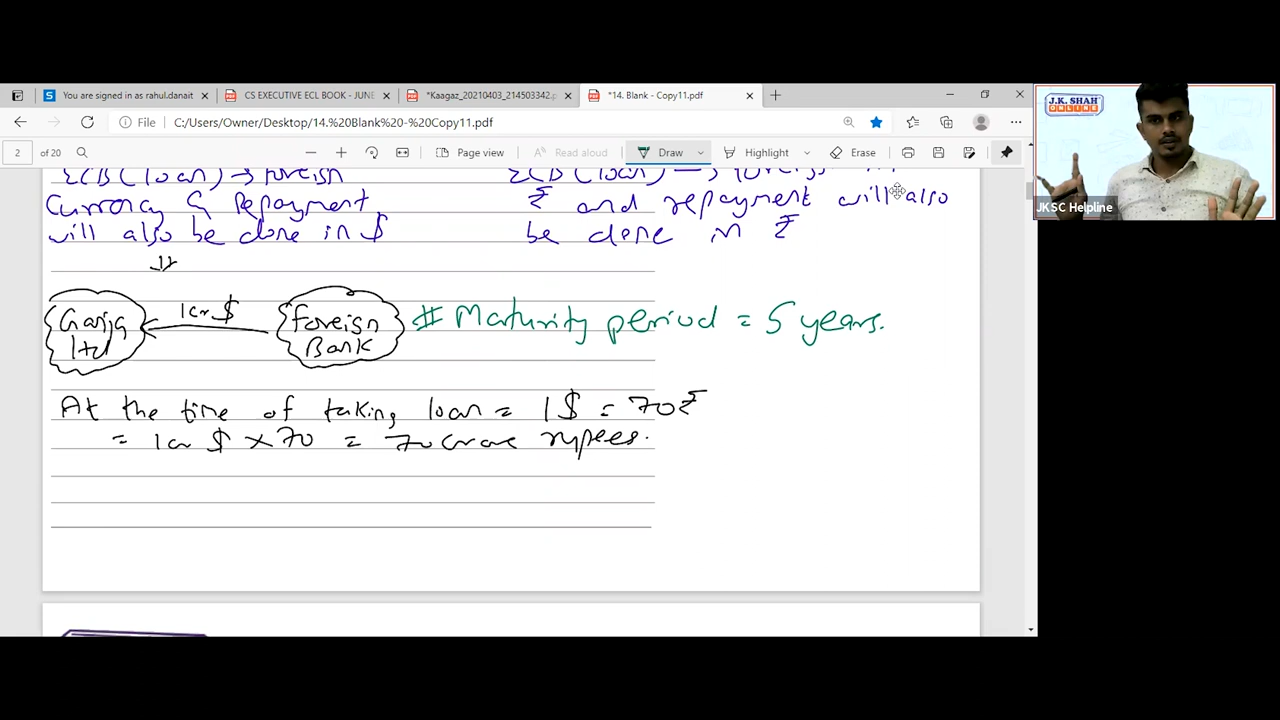 You are signed in as rahul.danait
CS EXECUTIVE ECL BOOK - JUNE
*Kaagaz_20210403_214503342.p
*14. Blank - Copy11.pdf
File C:/Users/Owner/Desktop/14.%20Blank%20-%20Copy11.pdf
2 of 20
Page view
Read aloud
Draw
Highlight
Erase
J.K. SHAH
ONLINE
JKSC Helpline
ECB (loan) → foreign
Currency & Repayment
will also be done in $
ECB (loan) → foreign in
₹ and repayment will also
be done in ₹
1cr $
Ganja
ltd
Foreign
Bank
# Maturity period = 5 years.
At the time of taking loan = 1$ = 70₹
= 1cr $ x 70 = 70 crore rupees.